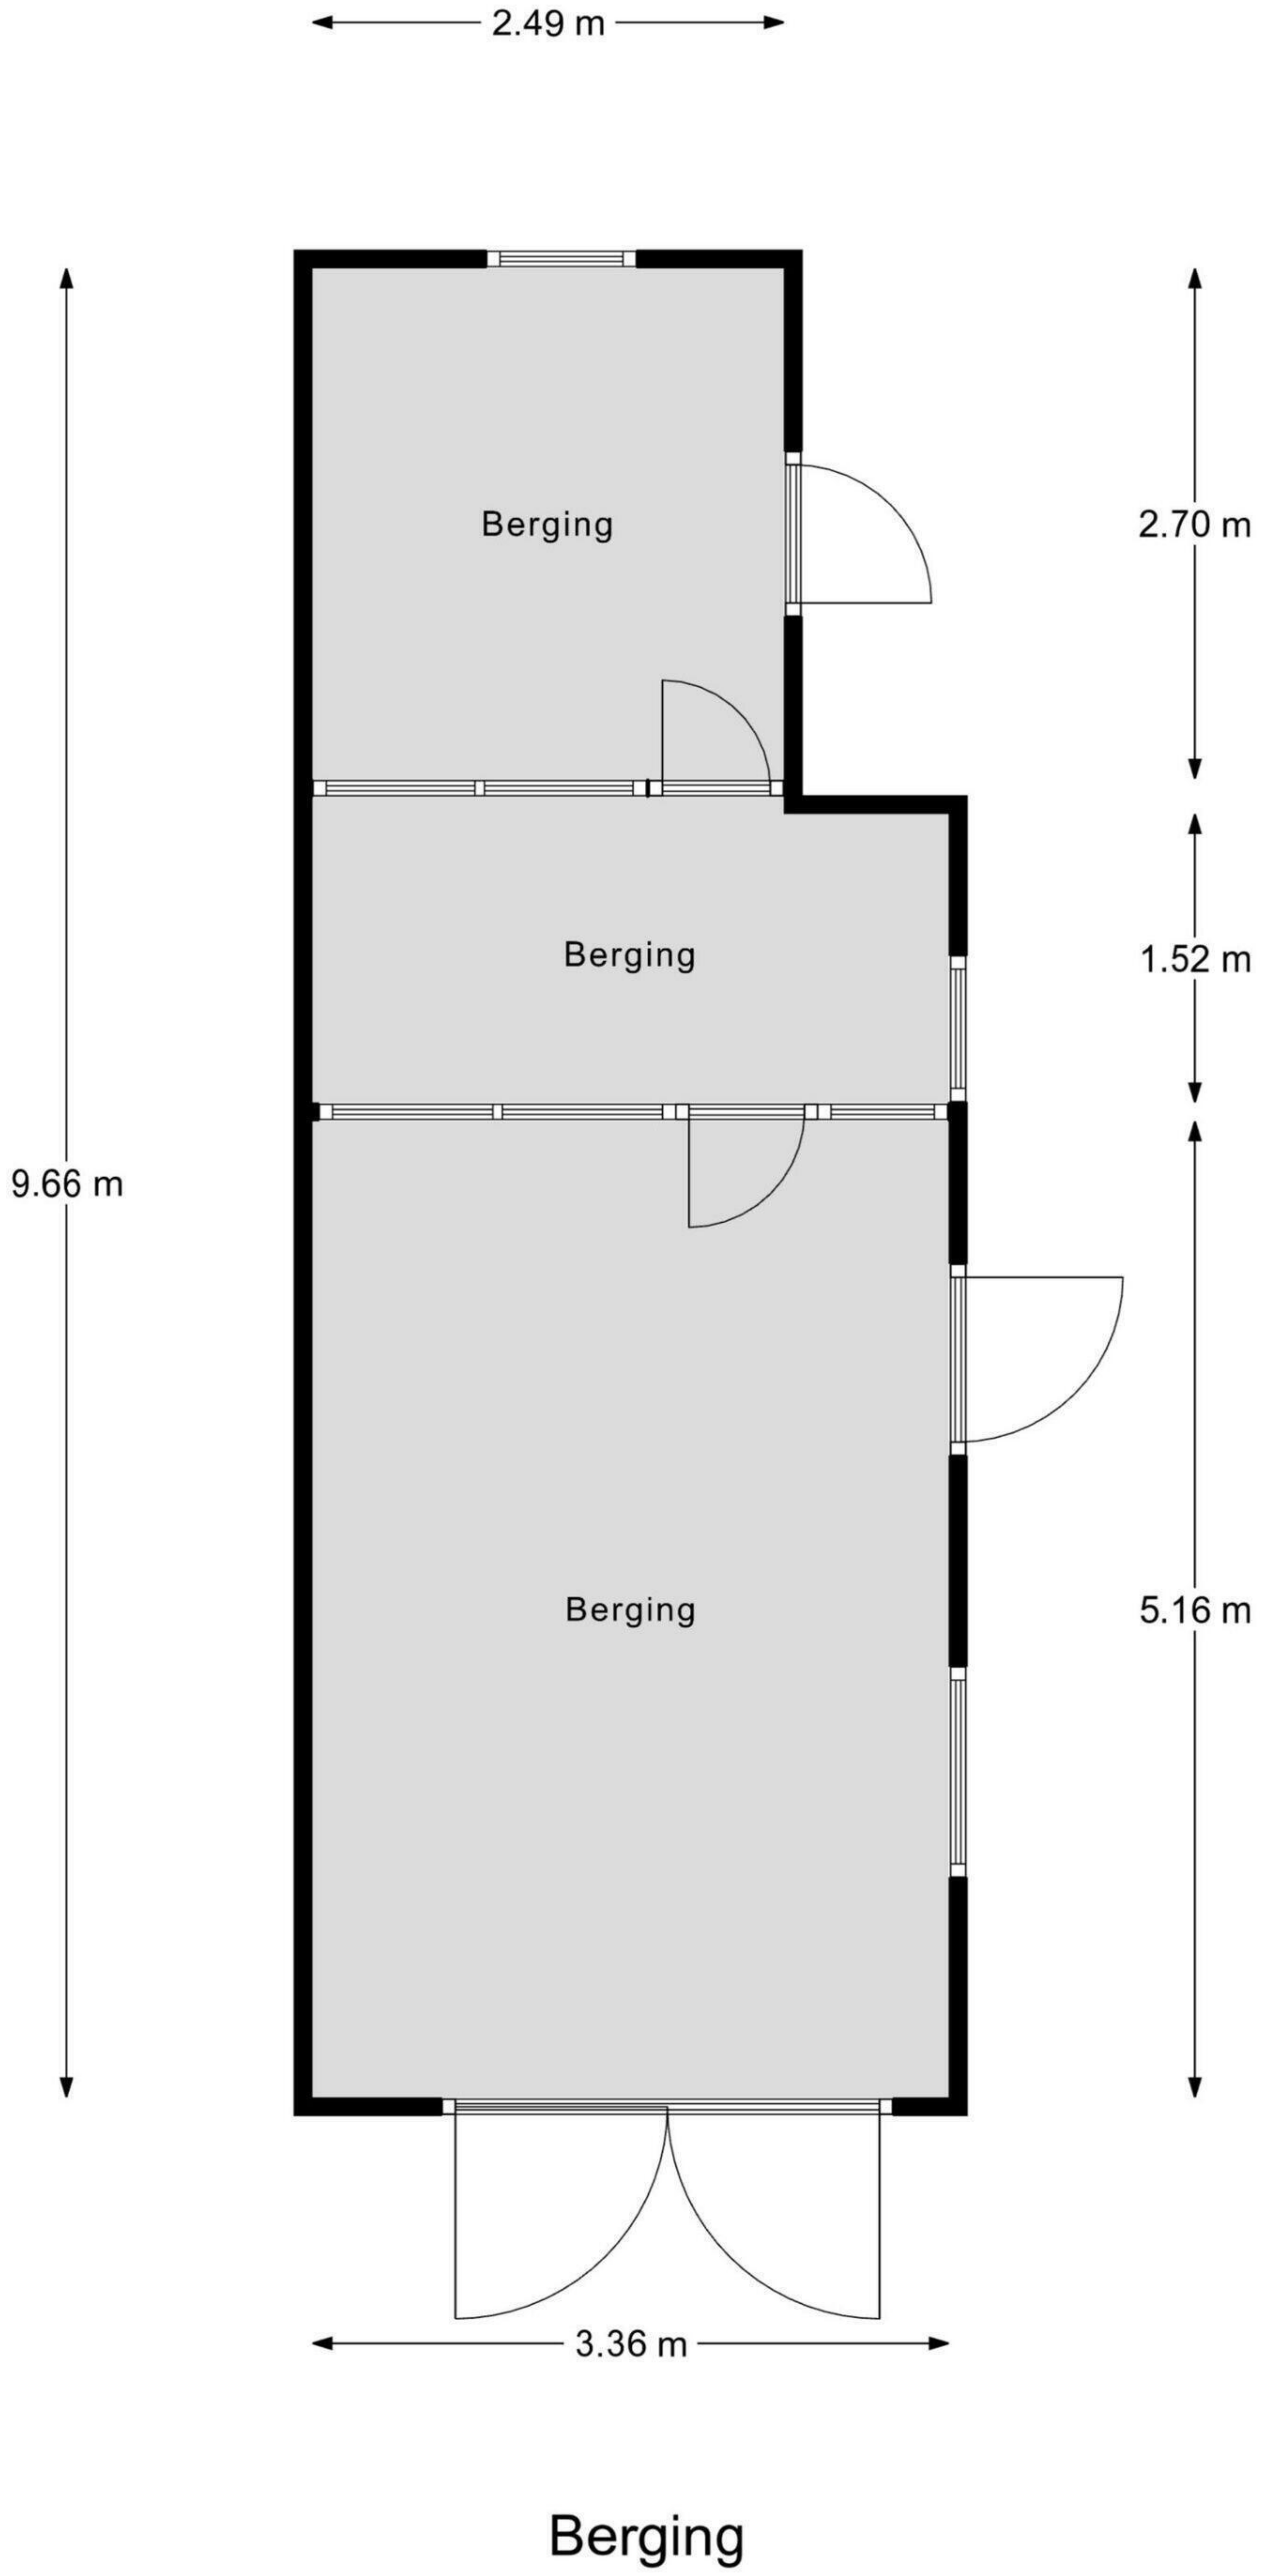 2.49 m
Berging
2.70 m
Berging
1.52 m
9.66 m
Berging
5.16 m
3.36 m
Berging